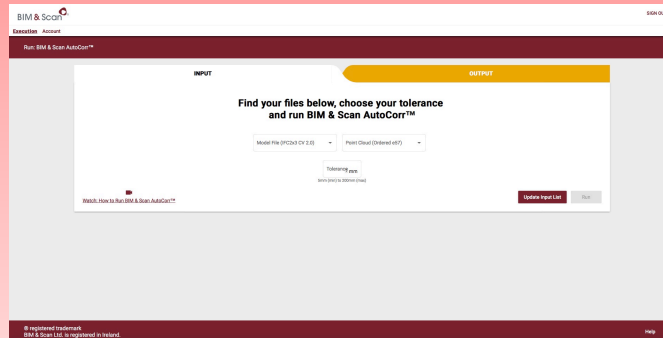 BIM & Scan®
SIGN OU
Execution Account
Run: BIM & Scan AutoCorr™
INPUT
OUTPUT
Find your files below, choose your tolerance
and run BIM & Scan AutoCorr™
Model File (IFC2x3 CV 2.0)
Point Cloud (Ordered e57)
Tolerance
mm
(max)
Watch: How to Run BIM & Scan AutoCorr™
Update Input List
Run
® registered trademark
BIM & Scan Ltd. is registered in Ireland.
Help